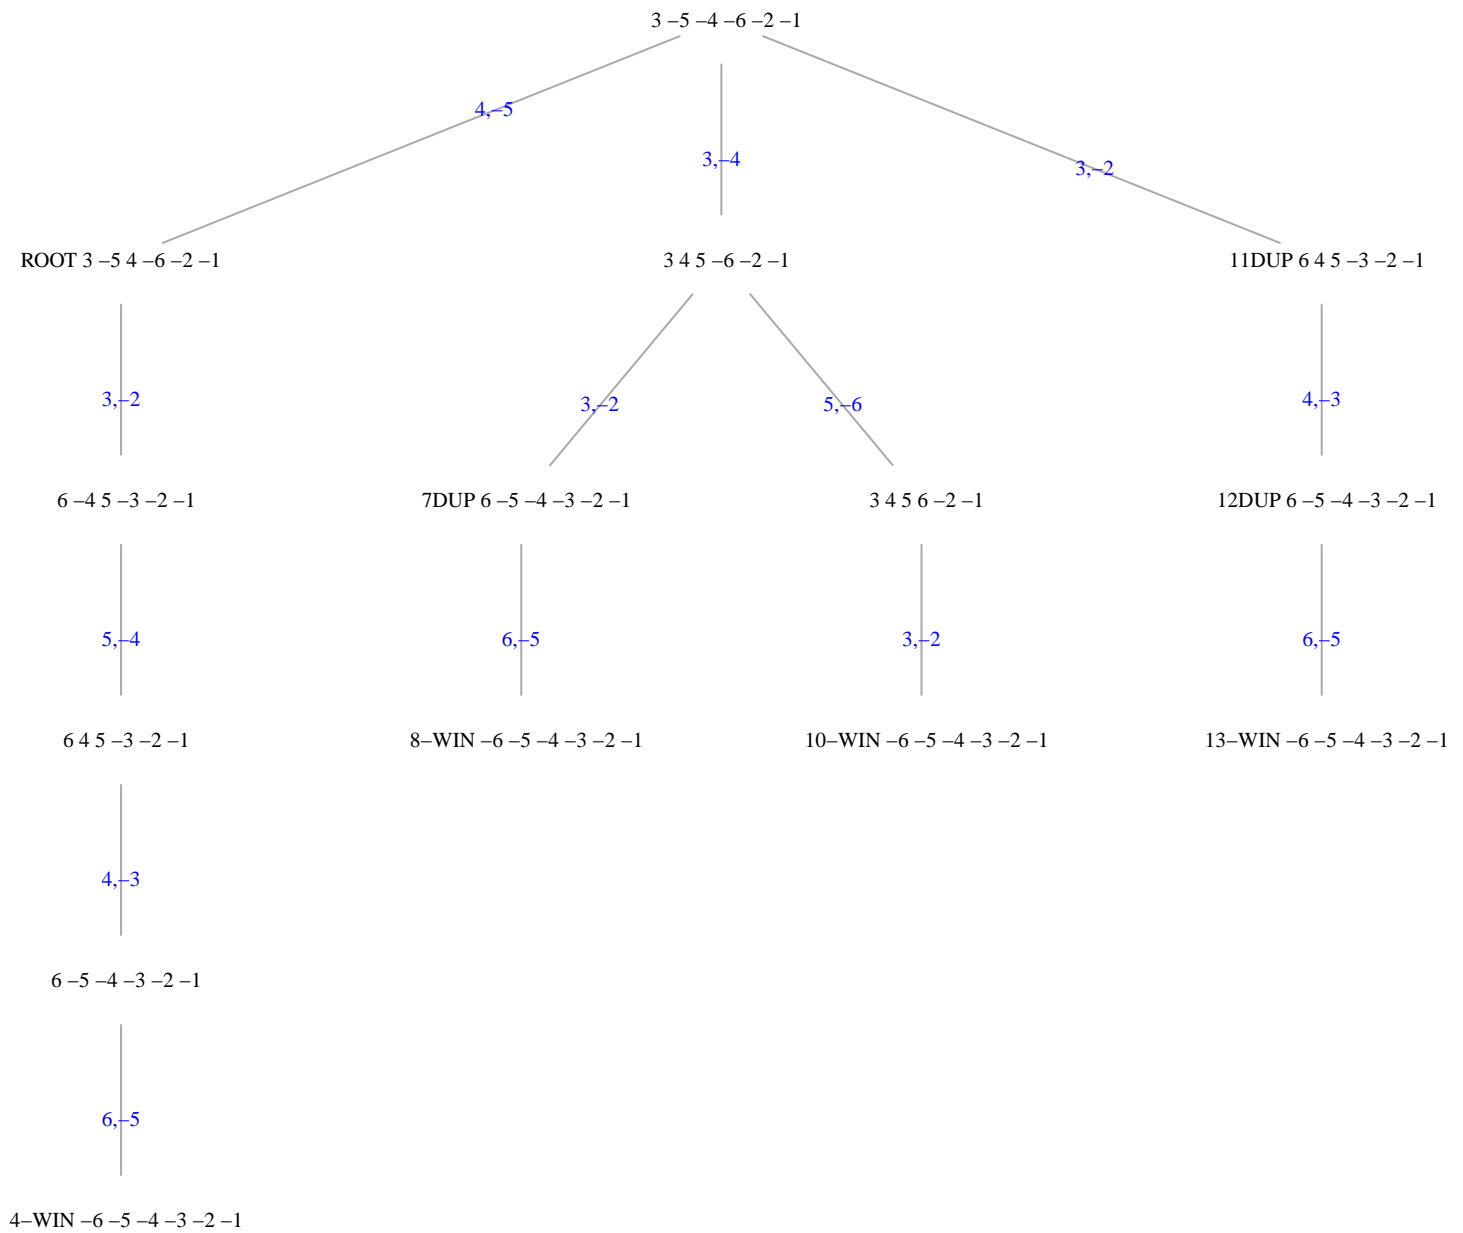 3 –5 –4 –6 –2 –1
4,–5
3,–4
3,–2
ROOT 3 –5 4 –6 –2 –1
3 4 5 –6 –2 –1
11DUP 6 4 5 –3 –2 –1
3,–2
3,–2
5,–6
4,–3
6 –4 5 –3 –2 –1
7DUP 6 –5 –4 –3 –2 –1
3 4 5 6 –2 –1
12DUP 6 –5 –4 –3 –2 –1
5,–4
6,–5
3,–2
6,–5
6 4 5 –3 –2 –1
8–WIN –6 –5 –4 –3 –2 –1
10–WIN –6 –5 –4 –3 –2 –1
13–WIN –6 –5 –4 –3 –2 –1
4,–3
6 –5 –4 –3 –2 –1
6,–5
4–WIN –6 –5 –4 –3 –2 –1